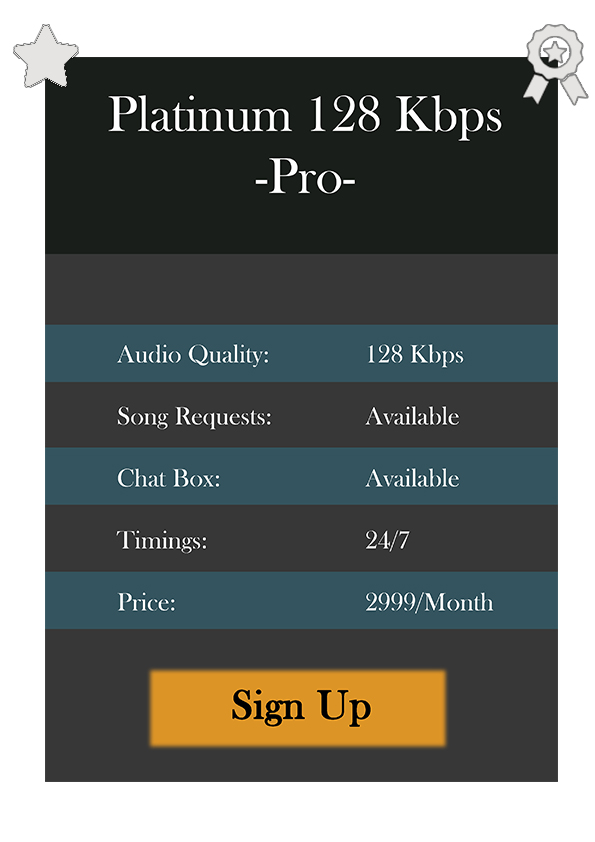 Platinum 128 Kbps
-Pro-
Audio Quality: 128 Kbps
Song Requests: Available
Chat Box: Available
Timings: 24/7
Price: 2999/Month
Sign Up